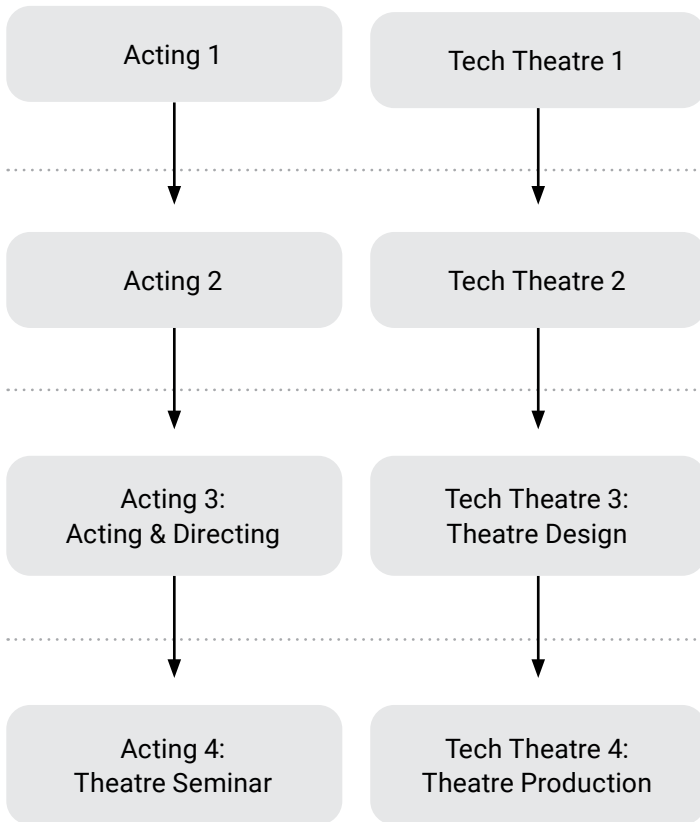 Acting 1
Tech Theatre 1
Acting 2
Tech Theatre 2
Acting 3:
Acting & Directing
Tech Theatre 3:
Theatre Design
Acting 4:
Theatre Seminar
Tech Theatre 4:
Theatre Production